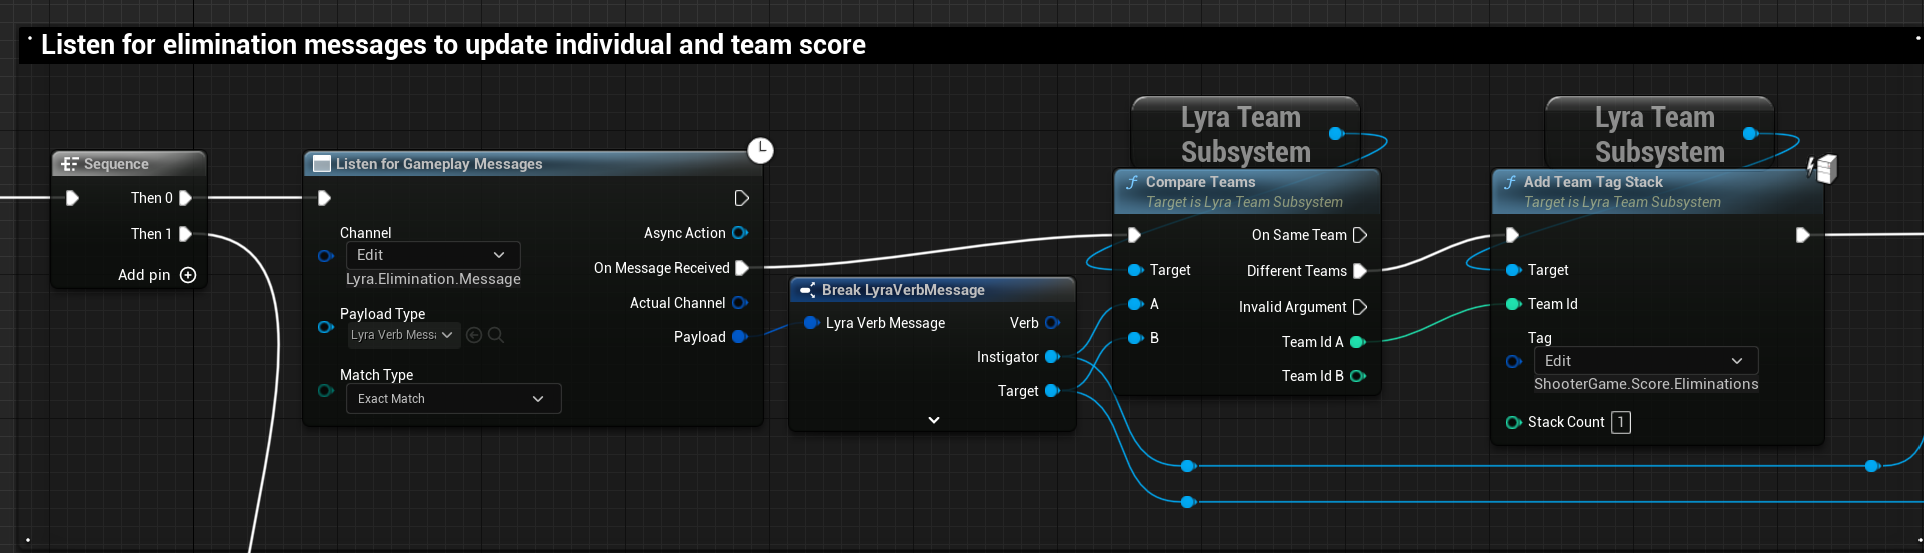 Listen for elimination messages to update individual and team score
Sequence
Then 0
Then 1
Add pin
Listen for Gameplay Messages
Channel
Edit
Lyra.Elimination.Message
Payload Type
Lyra Verb Messa
Match Type
Exact Match
Async Action
On Message Received
Actual Channel
Payload
Break LyraVerbMessage
Lyra Verb Message
Verb
Instigator
Target
Lyra Team
Subsystem
Compare Teams
Target is Lyra Team Subsystem
On Same Team
Target
Different Teams
A
Invalid Argument
B
Team Id A
Team Id B
Lyra Team
Subsystem
Add Team Tag Stack
Target is Lyra Team Subsystem
Target
Team Id
Tag
Edit
ShooterGame.Score.Eliminations
Stack Count 1